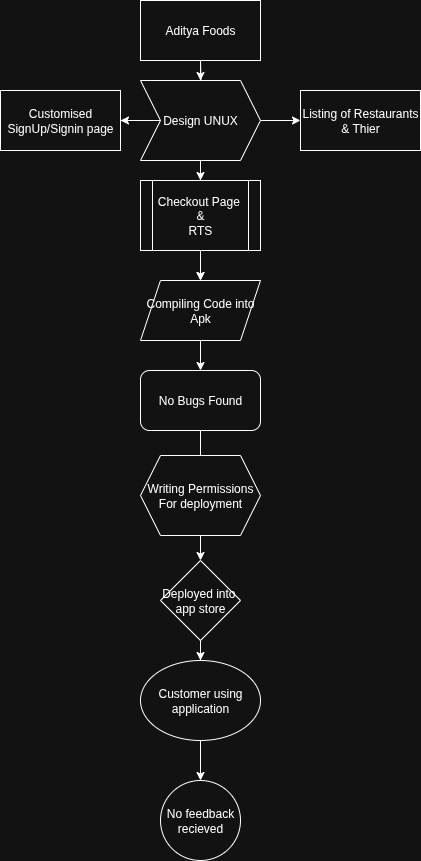 Aditya Foods
Customised
SignUp/Signin page
Design UNUX
Listing of Restaurants
& Thier
Checkout Page
&
RTS
Compiling Code into
Apk
No Bugs Found
Writing Permissions
For deployment
Deployed into
app store
Customer using
application
No feedback
recieved